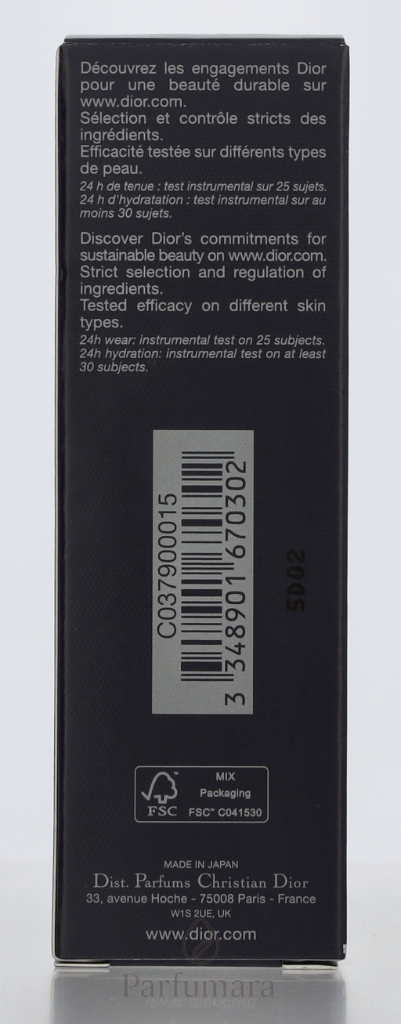 Découvrez les engagements Dior
pour une beauté durable sur
www.dior.com.
Sélection et contrôle stricts des
ingrédients.
Efficacité testée sur différents types
de peau.
24 h de tenue : test instrumental sur 25 sujets.
24 h d'hydratation : test instrumental sur au
moins 30 sujets.
Discover Dior's commitments for
sustainable beauty on www.dior.com.
Strict selection and regulation of
ingredients.
Tested efficacy on different skin
types.
24h wear: instrumental test on 25 subjects.
24h hydration: instrumental test on at least
30 subjects.
C037900015
3 348901 670302
5D02
MIX
Packaging
FSC™ C041530
FSC
MADE IN JAPAN
Dist. Parfums Christian Dior
33, avenue Hoche - 75008 Paris - France
W1S 2UE, UK
www.dior.com
Parfumara